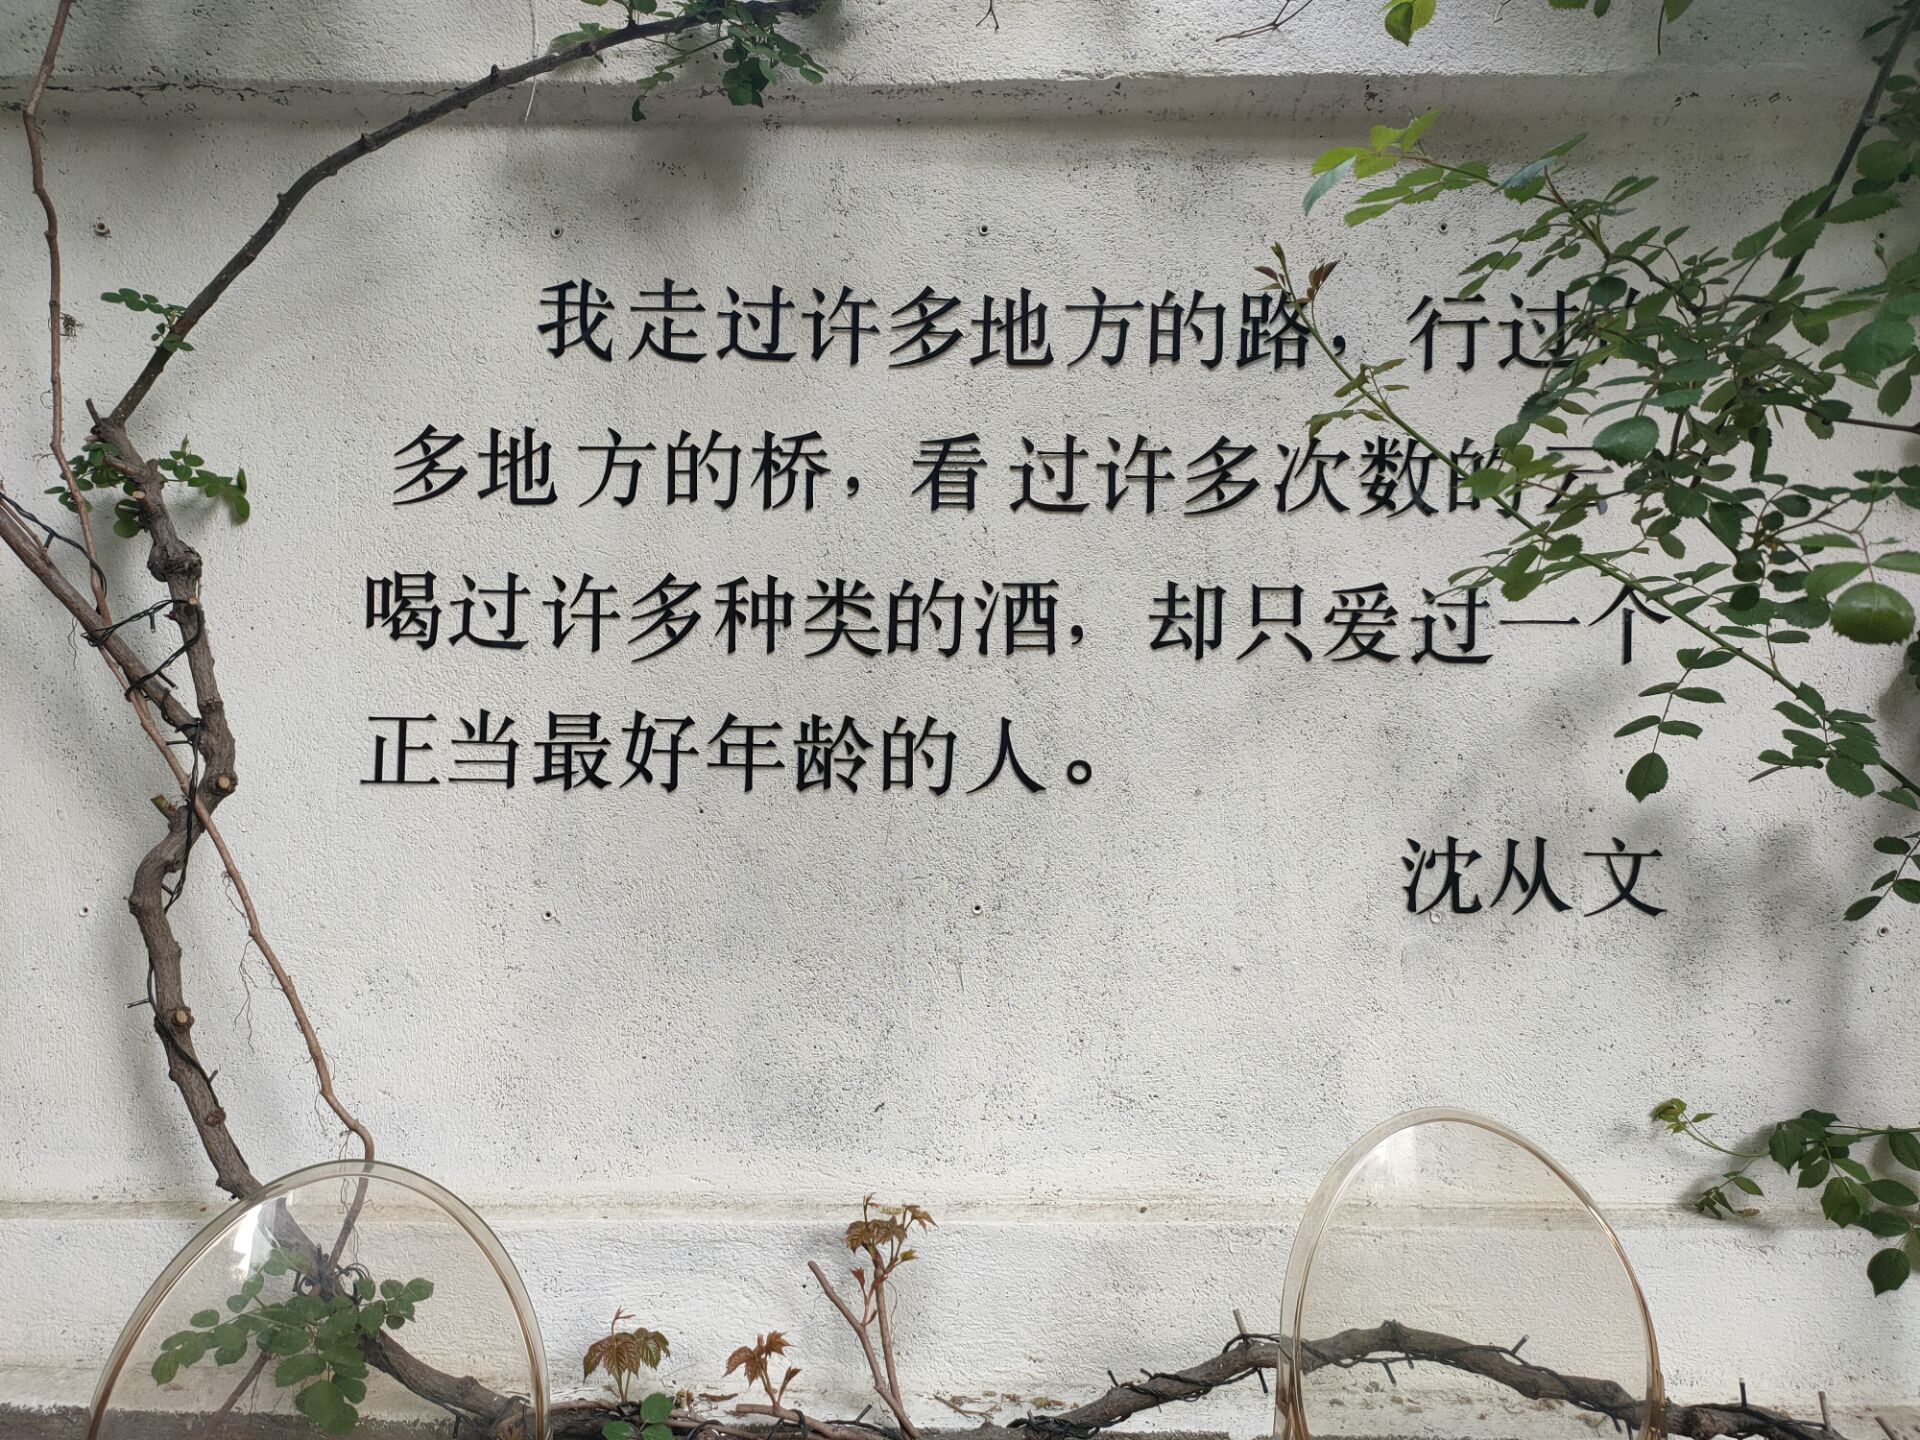 我走过许多地方的路，行过
多地方的桥，看过许多次数的云
喝过许多种类的酒，却只爱过一个
正当最好年龄的人。
沈从文